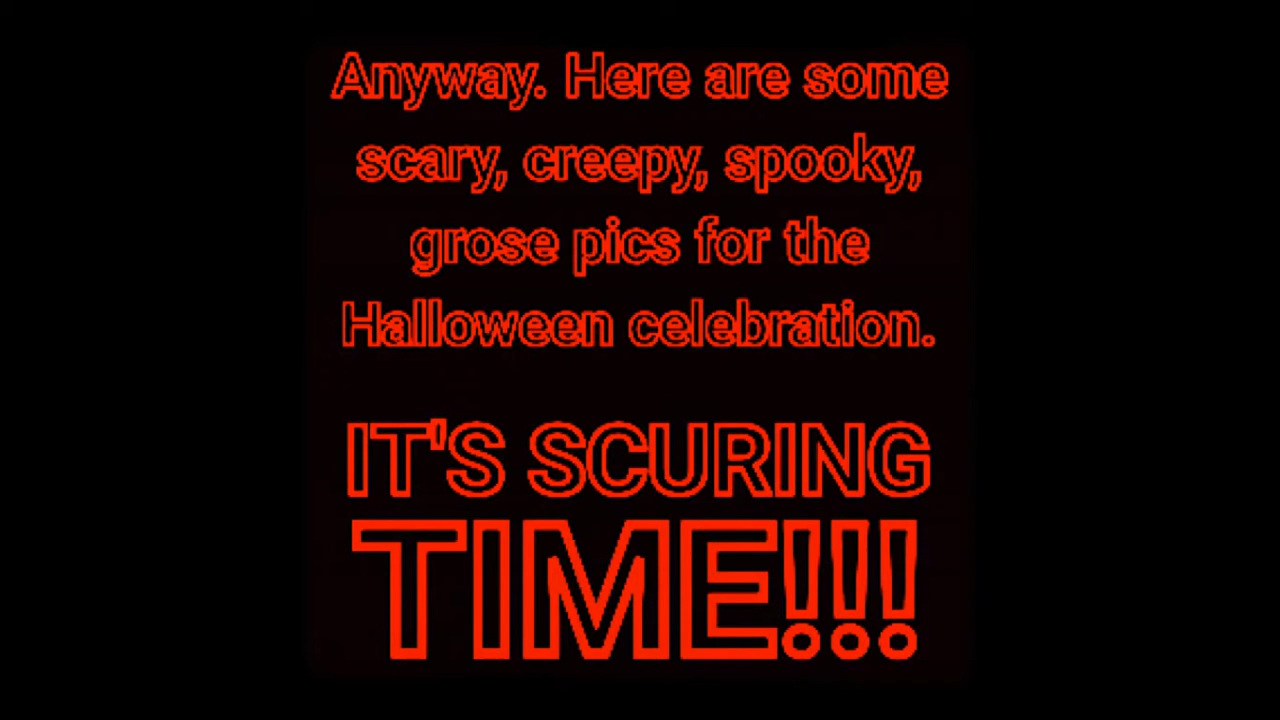 Anyway. Here are some
scary, creepy, spooky,
grose pics for the
Halloween celebration.
IT'S SCURING
TIME!!!